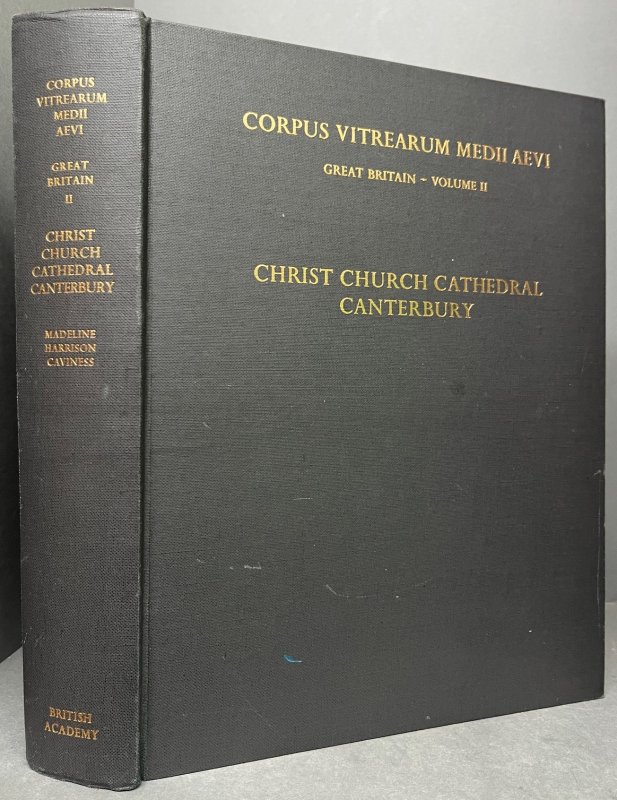 CORPUS
VITREARUM
MEDII
AEVI
GREAT
BRITAIN
II
CHRIST
CHURCH
CATHEDRAL
CANTERBURY
MADELINE
HARRISON
CAVINESS
BRITISH
ACADEMY
CORPUS VITREARUM MEDII AEVI
GREAT BRITAIN ~ VOLUME II
CHRIST CHURCH CATHEDRAL
CANTERBURY